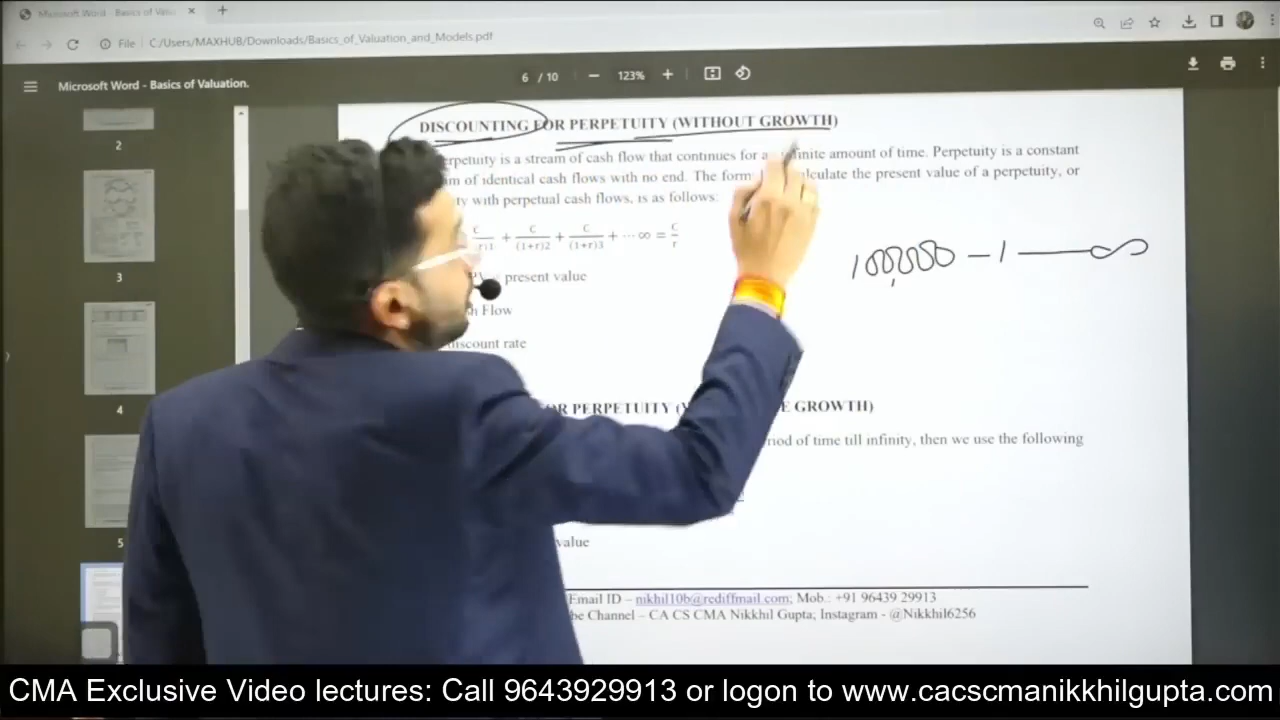 Microsoft Word - Basics of Valu
File
C:/Users/MAXHUB/Downloads/Basics_of_Valuation_and_Models.pdf
Microsoft Word - Basics of Valuation.
6 / 10
123%
2
3
4
5
DISCOUNTING FOR PERPETUITY (WITHOUT GROWTH)
erpetuity is a stream of cash flow that continues for a finite amount of time. Perpetuity is a constant
m of identical cash flows with no end. The form lculate the present value of a perpetuity, or
ty with perpetual cash flows, is as follows:
+ C/(1+r)2 + C/(1+r)3 + ⋯ ∞ = C/r
present value
h Flow
discount rate
1 ∞
R PERPETUITY ( E GROWTH)
riod of time till infinity, then we use the following
value
Email ID – nikhil10b@rediffmail.com; Mob.: +91 96439 29913
be Channel – CA CS CMA Nikkhil Gupta; Instagram - @Nikkhil6256
CMA Exclusive Video lectures: Call 9643929913 or logon to www.cacscmanikkhilgupta.com